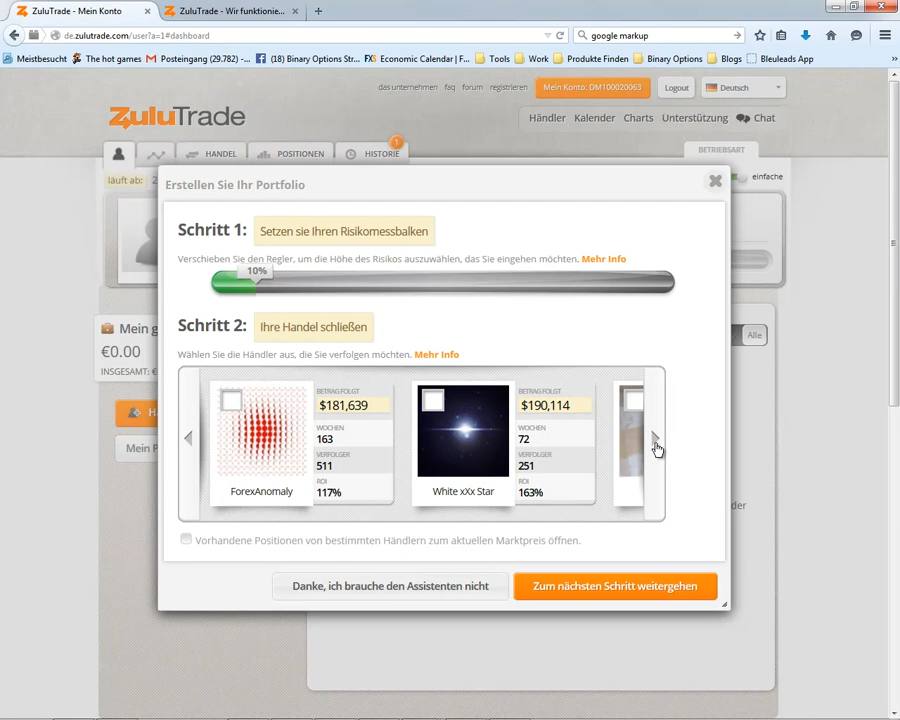 ZuluTrade - Mein Konto
ZuluTrade - Wir funktionie...
de.zulutrade.com/user?a=1#dashboard
google markup
Meistbesucht
The hot games
Posteingang (29.782) -...
(18) Binary Options Str...
FXS Economic Calendar | F...
Tools
Work
Produkte Finden
Binary Options
Blogs
Bleuleads App
das unternehmen
faq
forum
registrieren
Mein Konto: DM100020063
Logout
Deutsch
ZuluTrade
Händler
Kalender
Charts
Unterstützung
Chat
HANDEL
POSITIONEN
HISTORIE
1
BETRIEBSART
läuft ab: 2
einfache
Erstellen Sie Ihr Portfolio
Schritt 1:
Setzen sie Ihren Risikomessbalken
Verschieben Sie den Regler, um die Höhe des Risikos auszuwählen, das Sie eingehen möchten. Mehr Info
10%
Schritt 2:
Ihre Handel schließen
Wählen Sie die Händler aus, die Sie verfolgen möchten. Mehr Info
BETRAG FOLGT
$181,639
WOCHEN
163
VERFOLGER
511
ROI
117%
ForexAnomaly
BETRAG FOLGT
$190,114
WOCHEN
72
VERFOLGER
251
ROI
163%
White xXx Star
Vorhandene Positionen von bestimmten Händlern zum aktuellen Marktpreis öffnen.
Danke, ich brauche den Assistenten nicht
Zum nächsten Schritt weitergehen
Mein g
€0.00
INSGESAMT: €
H
Mein P
Alle
der